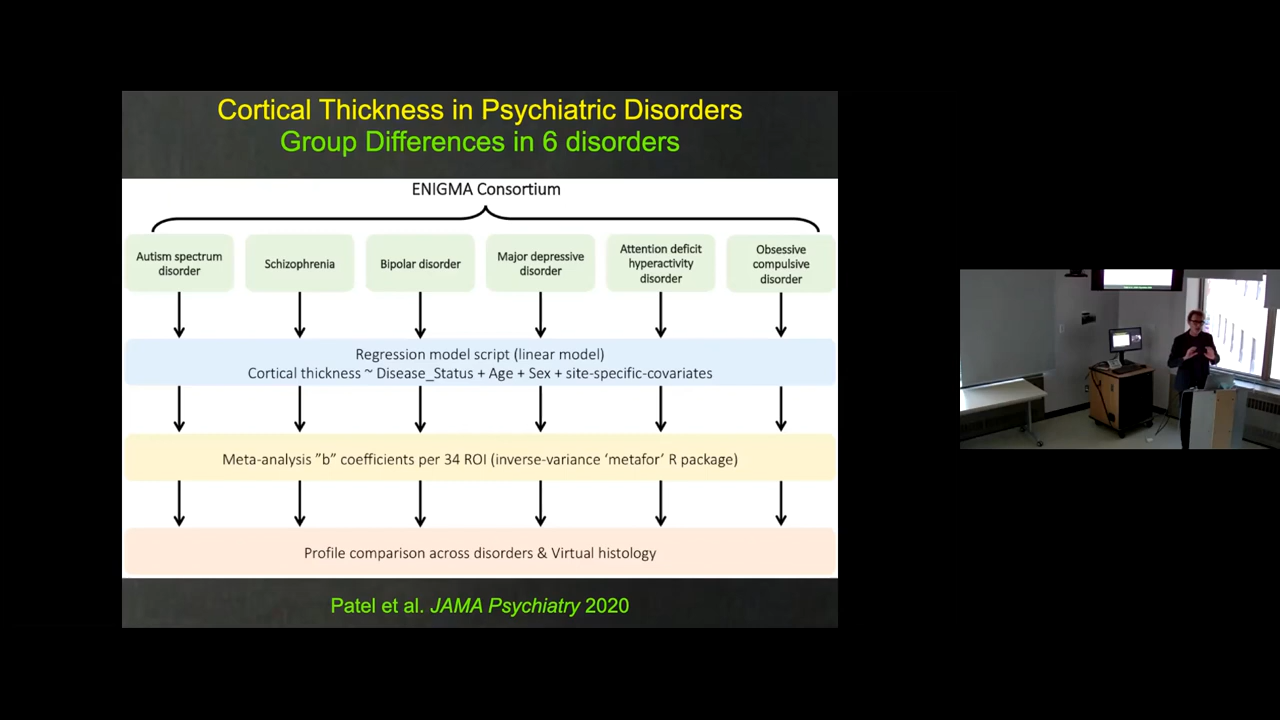 Cortical Thickness in Psychiatric Disorders
Group Differences in 6 disorders
ENIGMA Consortium
Autism spectrum
disorder
Schizophrenia
Bipolar disorder
Major depressive
disorder
Attention deficit
hyperactivity
disorder
Obsessive
compulsive
disorder
Regression model script (linear model)
Cortical thickness ~ Disease_Status + Age + Sex + site-specific-covariates
Meta-analysis ”b” coefficients per 34 ROI (inverse-variance ‘metafor’ R package)
Profile comparison across disorders & Virtual histology
Patel et al. JAMA Psychiatry 2020